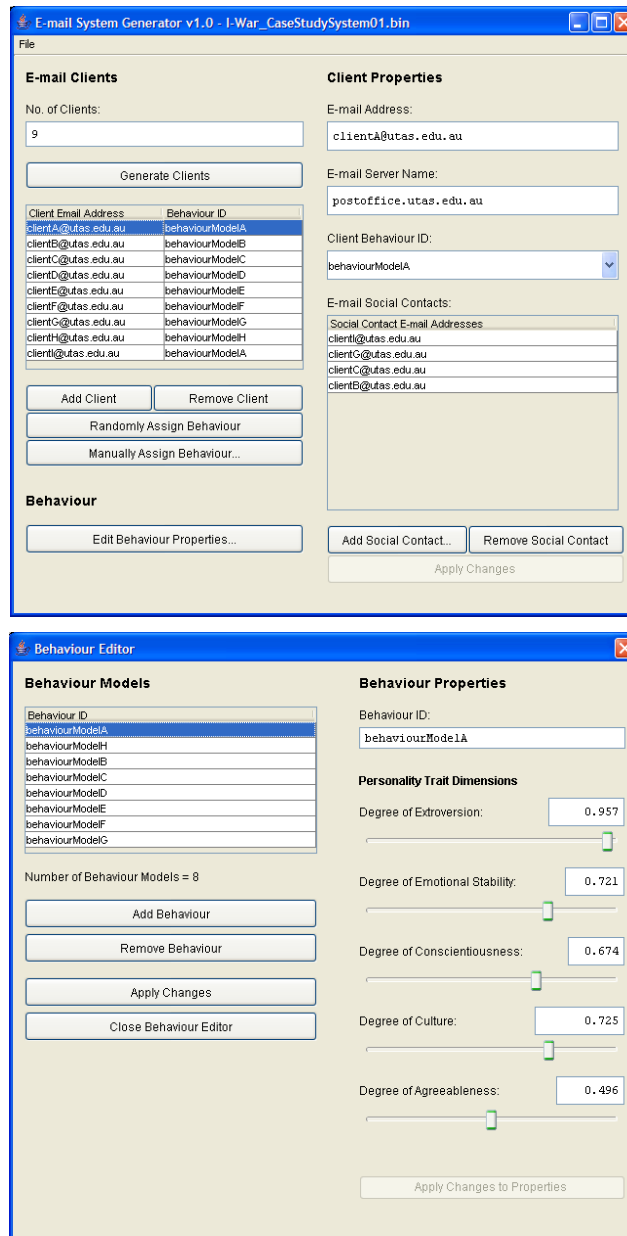 E-mail System Generator v1.0 - I-War_CaseStudySystem01.bin
File
E-mail Clients
No. of Clients:
9
Generate Clients
Client Email Address Behaviour ID
clientA@utas.edu.au behaviourModelA
clientB@utas.edu.au behaviourModelB
clientC@utas.edu.au behaviourModelC
clientD@utas.edu.au behaviourModelD
clientE@utas.edu.au behaviourModelE
clientF@utas.edu.au behaviourModelF
clientG@utas.edu.au behaviourModelG
clientH@utas.edu.au behaviourModelH
clientI@utas.edu.au behaviourModelA
Add Client Remove Client
Randomly Assign Behaviour
Manually Assign Behaviour...
Behaviour
Edit Behaviour Properties...
Client Properties
E-mail Address:
clientA@utas.edu.au
E-mail Server Name:
postoffice.utas.edu.au
Client Behaviour ID:
behaviourModelA
E-mail Social Contacts:
Social Contact E-mail Addresses
clientI@utas.edu.au
clientG@utas.edu.au
clientC@utas.edu.au
clientB@utas.edu.au
Add Social Contact... Remove Social Contact
Apply Changes
Behaviour Editor
Behaviour Models
Behaviour ID
behaviourModelA
behaviourModelH
behaviourModelB
behaviourModelC
behaviourModelD
behaviourModelE
behaviourModelF
behaviourModelG
Number of Behaviour Models = 8
Add Behaviour
Remove Behaviour
Apply Changes
Close Behaviour Editor
Behaviour Properties
Behaviour ID:
behaviourModelA
Personality Trait Dimensions
Degree of Extroversion: 0.957
Degree of Emotional Stability: 0.721
Degree of Conscientiousness: 0.674
Degree of Culture: 0.725
Degree of Agreeableness: 0.496
Apply Changes to Properties